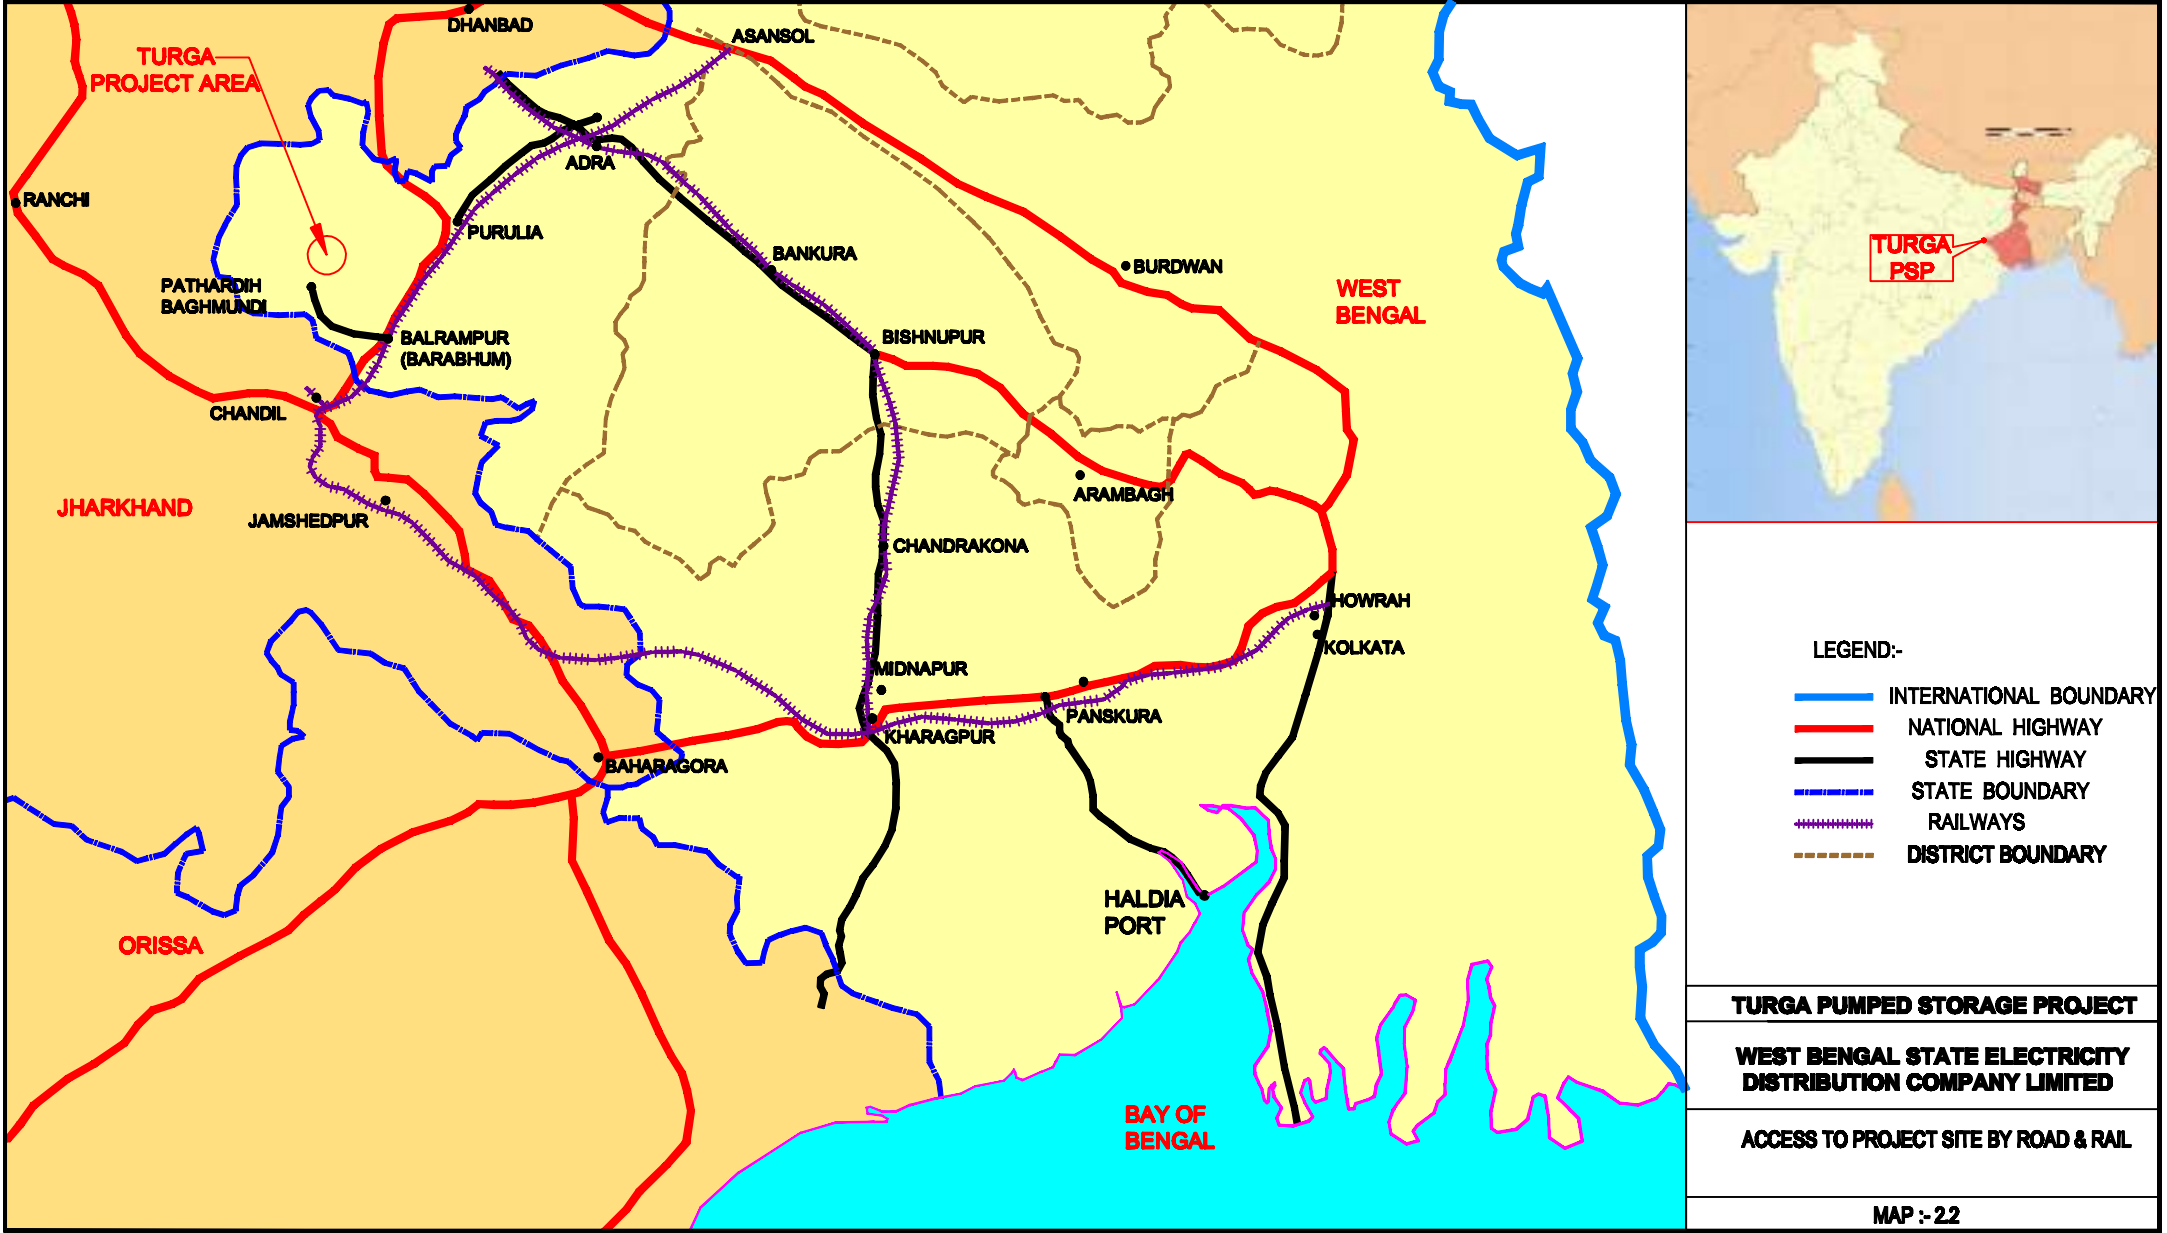 DHANBAD
ASANSOL
TURGA
PROJECT AREA
ADRA
RANCHI
PURULIA
BANKURA
BURDWAN
PATHARDIH
BAGHMUNDI
WEST
BENGAL
BALRAMPUR
(BARABHUM)
BISHNUPUR
CHANDIL
ARAMBAGH
JHARKHAND
JAMSHEDPUR
CHANDRAKONA
HOWRAH
KOLKATA
MIDNAPUR
PANSKURA
KHARAGPUR
BAHARAGORA
HALDIA
PORT
ORISSA
BAY OF
BENGAL
TURGA
PSP
LEGEND:-
INTERNATIONAL BOUNDARY
NATIONAL HIGHWAY
STATE HIGHWAY
STATE BOUNDARY
RAILWAYS
DISTRICT BOUNDARY
TURGA PUMPED STORAGE PROJECT
WEST BENGAL STATE ELECTRICITY
DISTRIBUTION COMPANY LIMITED
ACCESS TO PROJECT SITE BY ROAD & RAIL
MAP :- 2.2